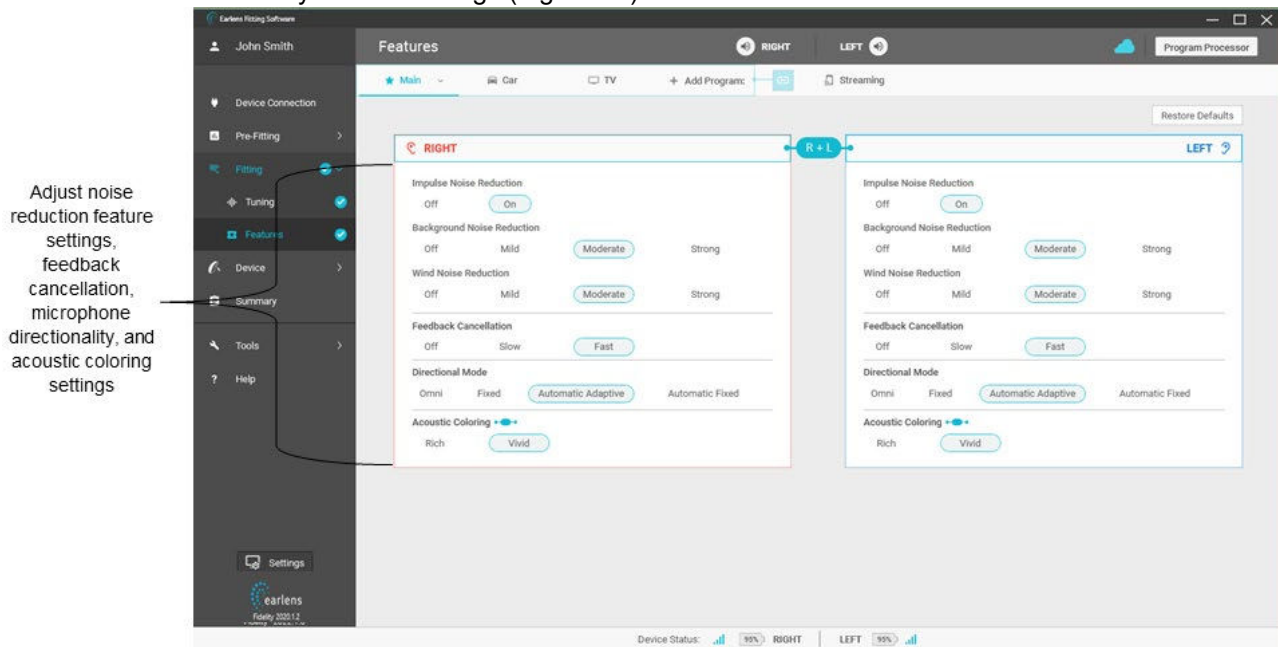 Earlens Fitting Software
John Smith
Features
RIGHT
LEFT
Program Processor
Main
Car
TV
+ Add Program:
Streaming
Device Connection
Pre-Fitting
Fitting
Tuning
Features
Device
Summary
Tools
? Help
Restore Defaults
RIGHT
R + L
LEFT
Impulse Noise Reduction
Off On
Background Noise Reduction
Off Mild Moderate Strong
Wind Noise Reduction
Off Mild Moderate Strong
Feedback Cancellation
Off Slow Fast
Directional Mode
Omni Fixed Automatic Adaptive Automatic Fixed
Acoustic Coloring
Rich Vivid
Impulse Noise Reduction
Off On
Background Noise Reduction
Off Mild Moderate Strong
Wind Noise Reduction
Off Mild Moderate Strong
Feedback Cancellation
Off Slow Fast
Directional Mode
Omni Fixed Automatic Adaptive Automatic Fixed
Acoustic Coloring
Rich Vivid
Adjust noise
reduction feature
settings,
feedback
cancellation,
microphone
directionality, and
acoustic coloring
settings
Settings
earlens
Fidelity 2020.1.2
Device Status: 95% RIGHT LEFT 95%